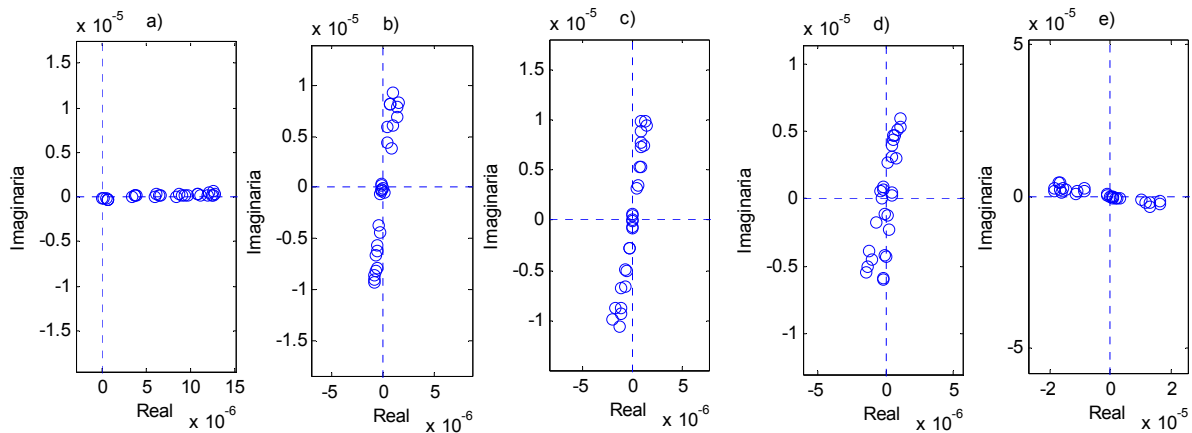 x 10-5 a)
Imaginaria
1.5
1
0.5
0
-0.5
-1
-1.5
0 5 10 15
Real x 10-6
x 10-5 b)
Imaginaria
1
0.5
0
-0.5
-1
-1.5
-5 0 5
Real x 10-6
x 10-5 c)
Imaginaria
1.5
1
0.5
0
-0.5
-1
-5 0 5
Real x 10-6
x 10-5 d)
Imaginaria
1
0.5
0
-0.5
-1
-5 0 5
Real x 10-6
x 10-5 e)
Imaginaria
5
0
-5
-2 0 2
Real x 10-5